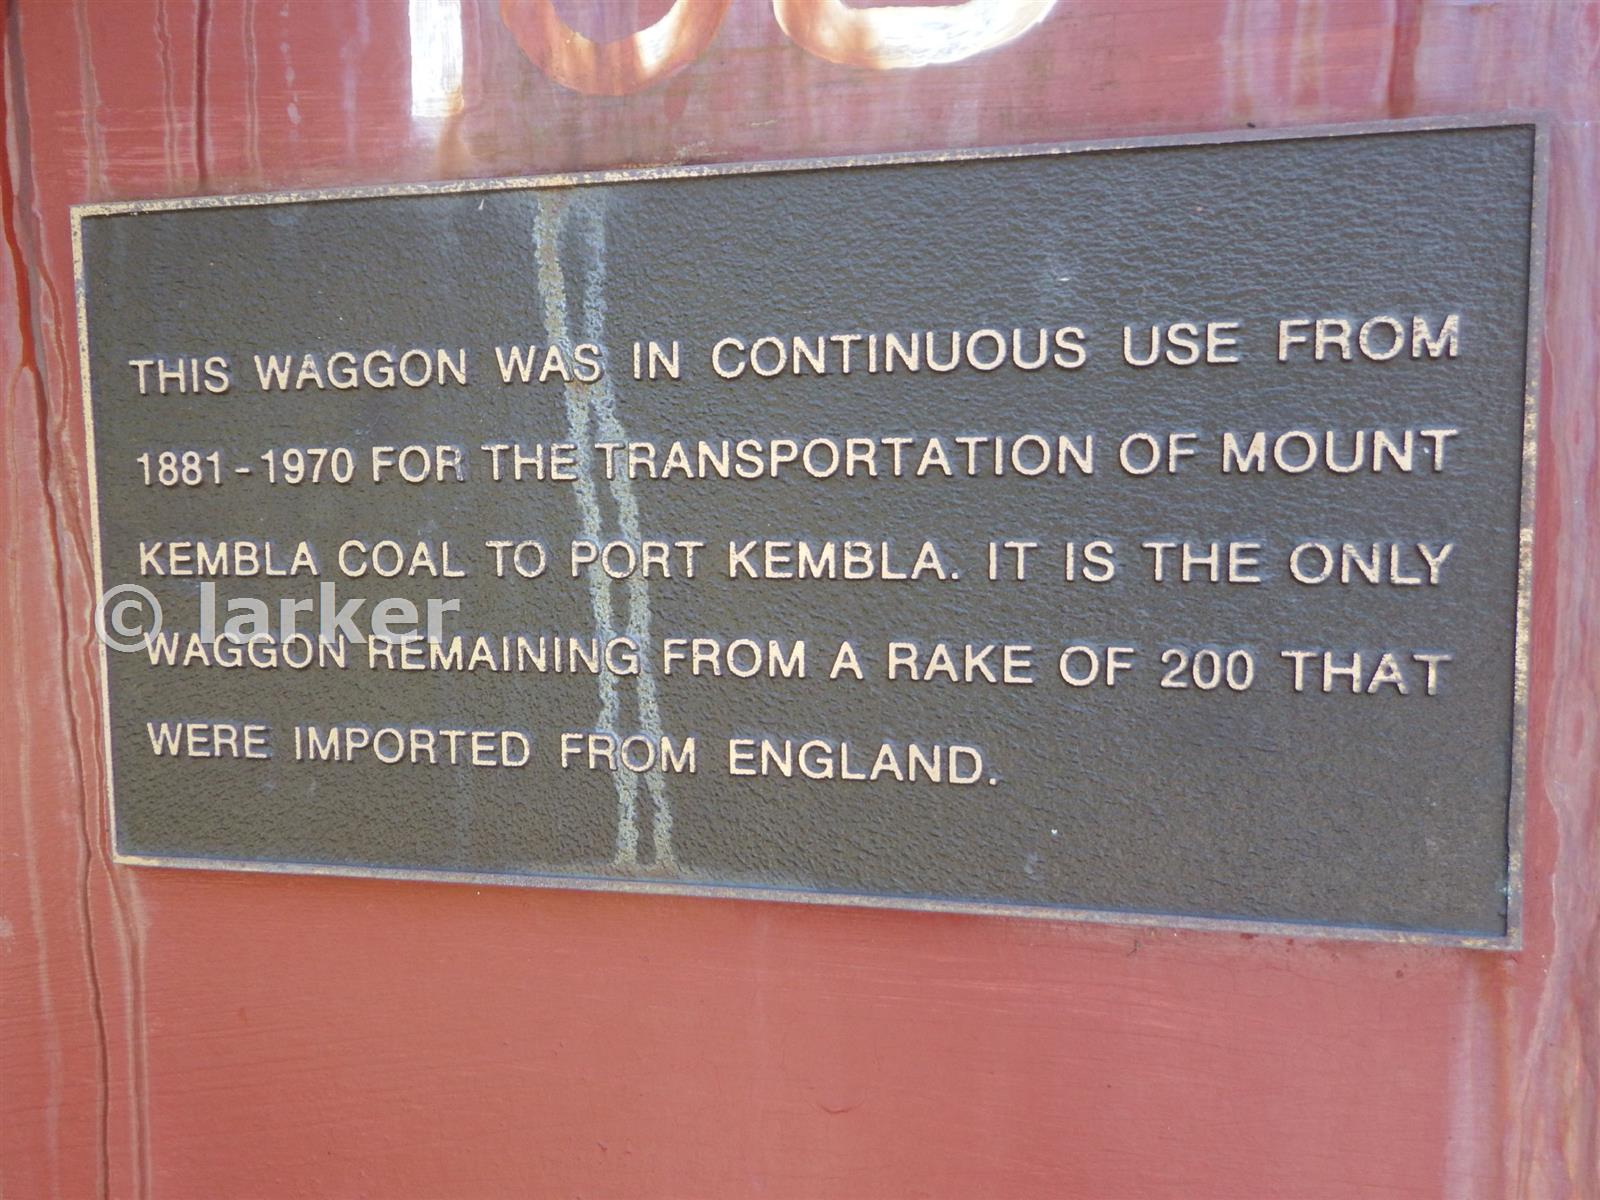 THIS WAGGON WAS IN CONTINUOUS USE FROM
1881-1970 FOR THE TRANSPORTATION OF MOUNT
KEMBLA COAL TO PORT KEMBLA. IT IS THE ONLY
© larker
WAGGON REMAINING FROM A RAKE OF 200 THAT
WERE IMPORTED FROM ENGLAND.